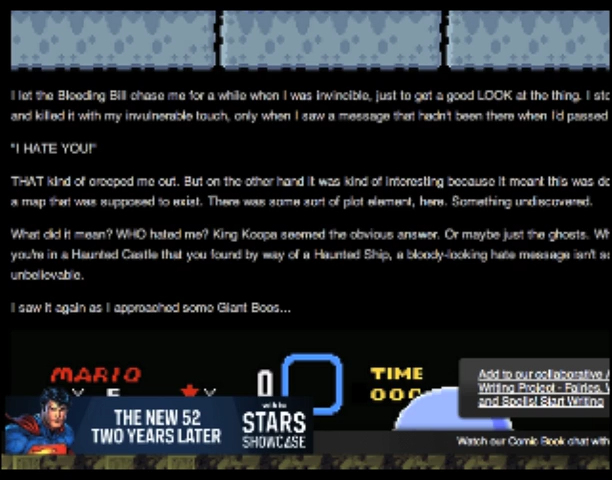 I let the Bleeding Bill chase me for a while when I was invincible, just to get a good LOOK at the thing. I
and killed it with my invulnerable touch, only when I saw a message that hadn't been there when I'd passed
"I HATE YOU!"
THAT kind of creeped me out. But on the other hand it was kind of interesting because it meant this was
a map that was supposed to exist. There was some sort of plot element, here. Something undiscovered.
What did it mean? WHO hated me? King Koopa seemed the obvious answer. Or maybe just the ghosts.
you're in a Haunted Castle that you found by way of a Haunted Ship, a bloody-looking hate message isn't
unbelievable.
I saw it again as I approached some Giant Boos...
MARIO
0
TIME
000
Add to our collaborative
Writing Project - Fairies,
and Spells! Start Writing
THE NEW 52
TWO YEARS LATER
with the
STARS
SHOWCASE
Watch our Comic Book chat with